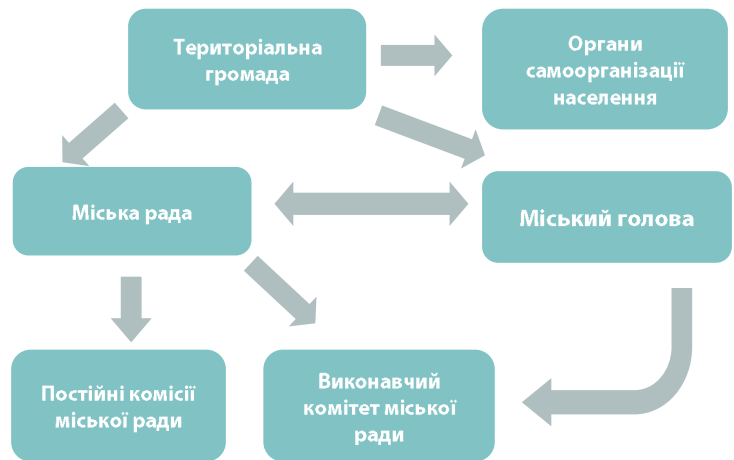 Територіальна
громада
Органи
самоорганізації
населення
Міська рада
Міський голова
Постійні комісії
міської ради
Виконавчий
комітет міської
ради